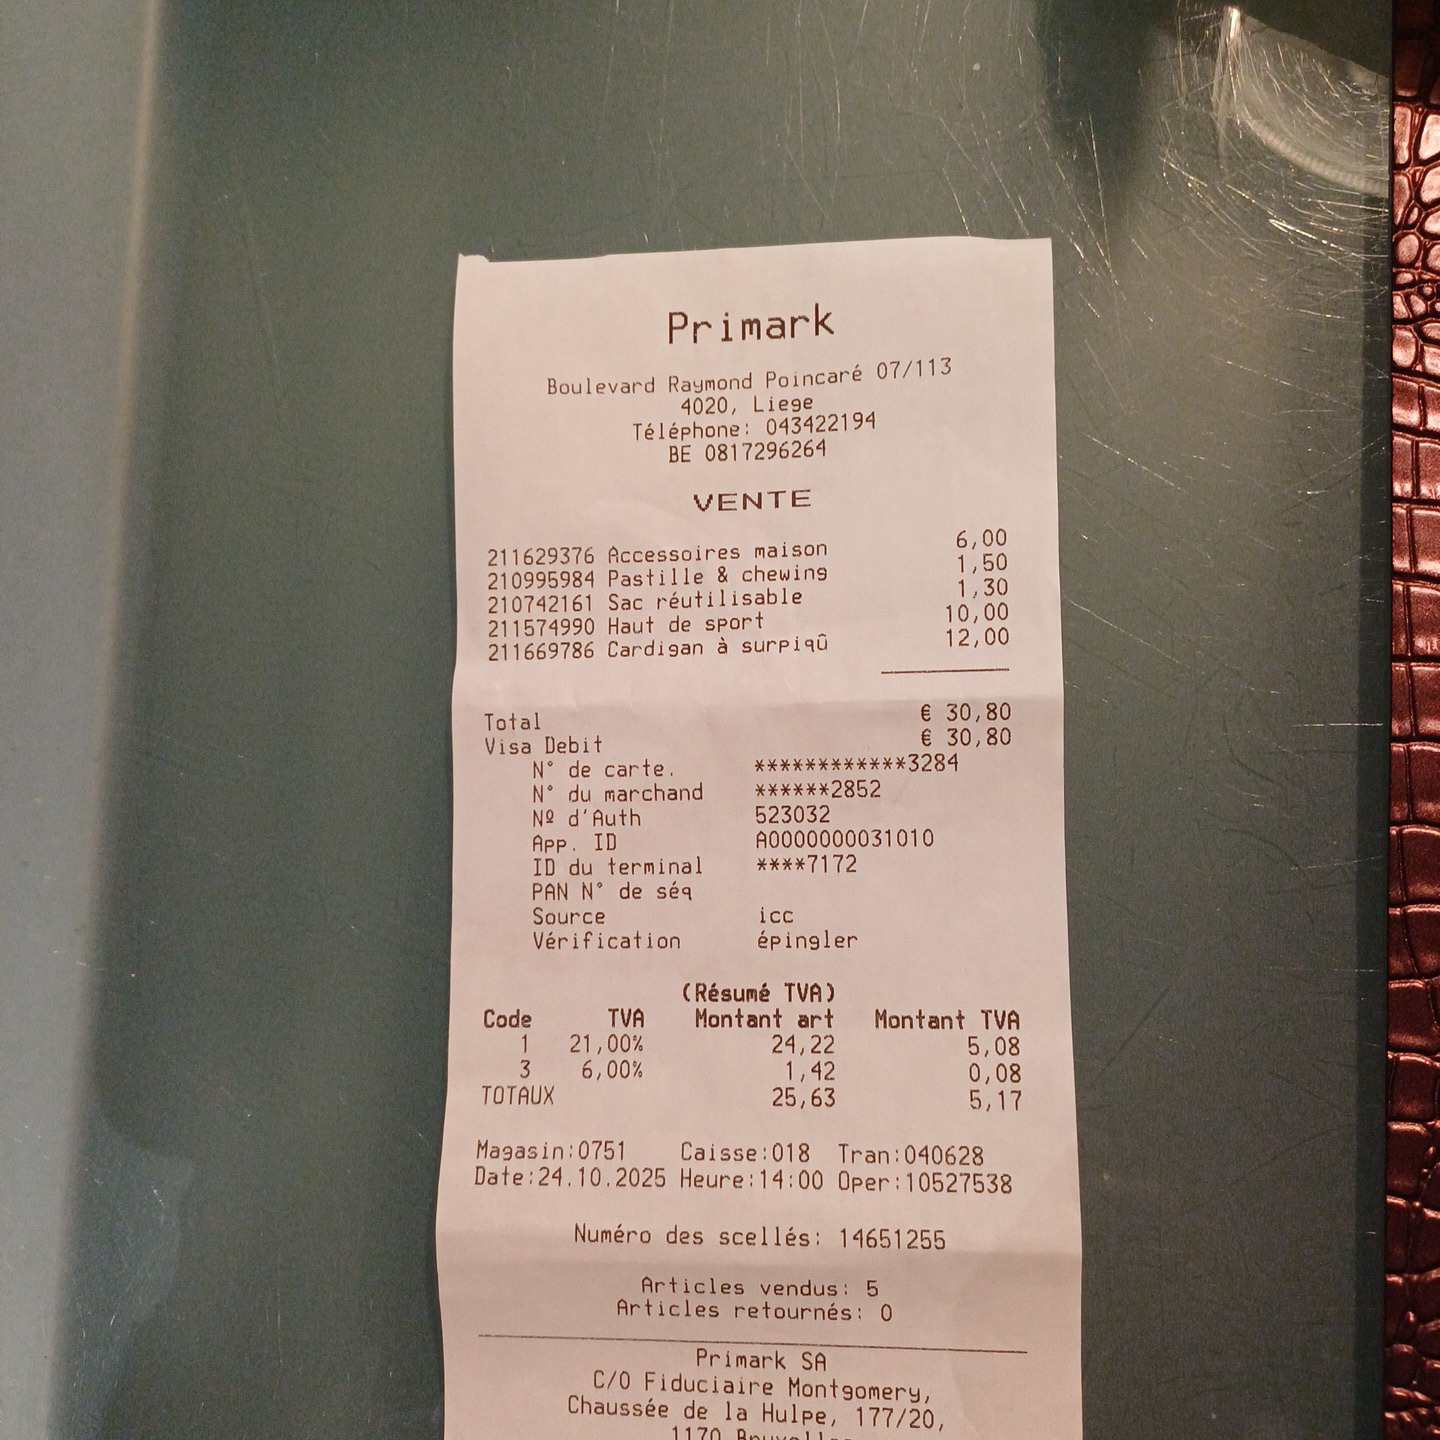 Primark
Boulevard Raymond Poincaré 07/113
4020, Liege
Téléphone: 043422194
BE 0817296264
VENTE
211629376 Accessoires maison 6,00
210995984 Pastille & chewing 1,50
210742161 Sac réutilisable 1,30
211574990 Haut de sport 10,00
211669786 Cardigan à surpiqû 12,00
Total € 30,80
Visa Debit € 30,80
N° de carte. ************3284
N° du marchand ******2852
Nº d'Auth 523032
App. ID A0000000031010
ID du terminal ****7172
PAN N° de séq
Source icc
Vérification épingler
(Résumé TVA)
Code TVA Montant art Montant TVA
1 21,00% 24,22 5,08
3 6,00% 1,42 0,08
TOTAUX 25,63 5,17
Magasin:0751 Caisse:018 Tran:040628
Date:24.10.2025 Heure:14:00 Oper:10527538
Numéro des scellés: 14651255
Articles vendus: 5
Articles retournés: 0
Primark SA
C/O Fiduciaire Montgomery,
Chaussée de la Hulpe, 177/20,
1170 Bruxelles